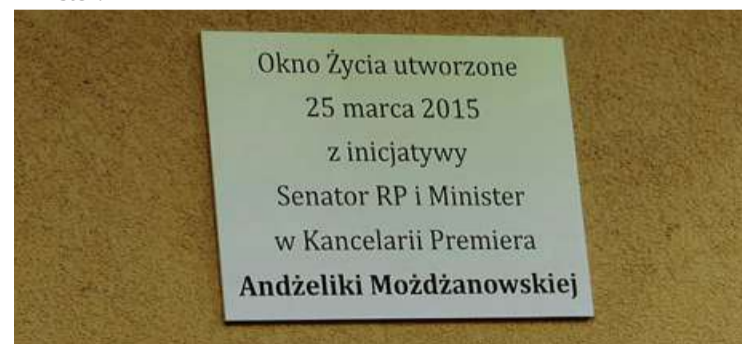 Okno Życia utworzone
25 marca 2015
z inicjatywy
Senator RP i Minister
w Kancelarii Premiera
Andżeliki Możdżanowskiej